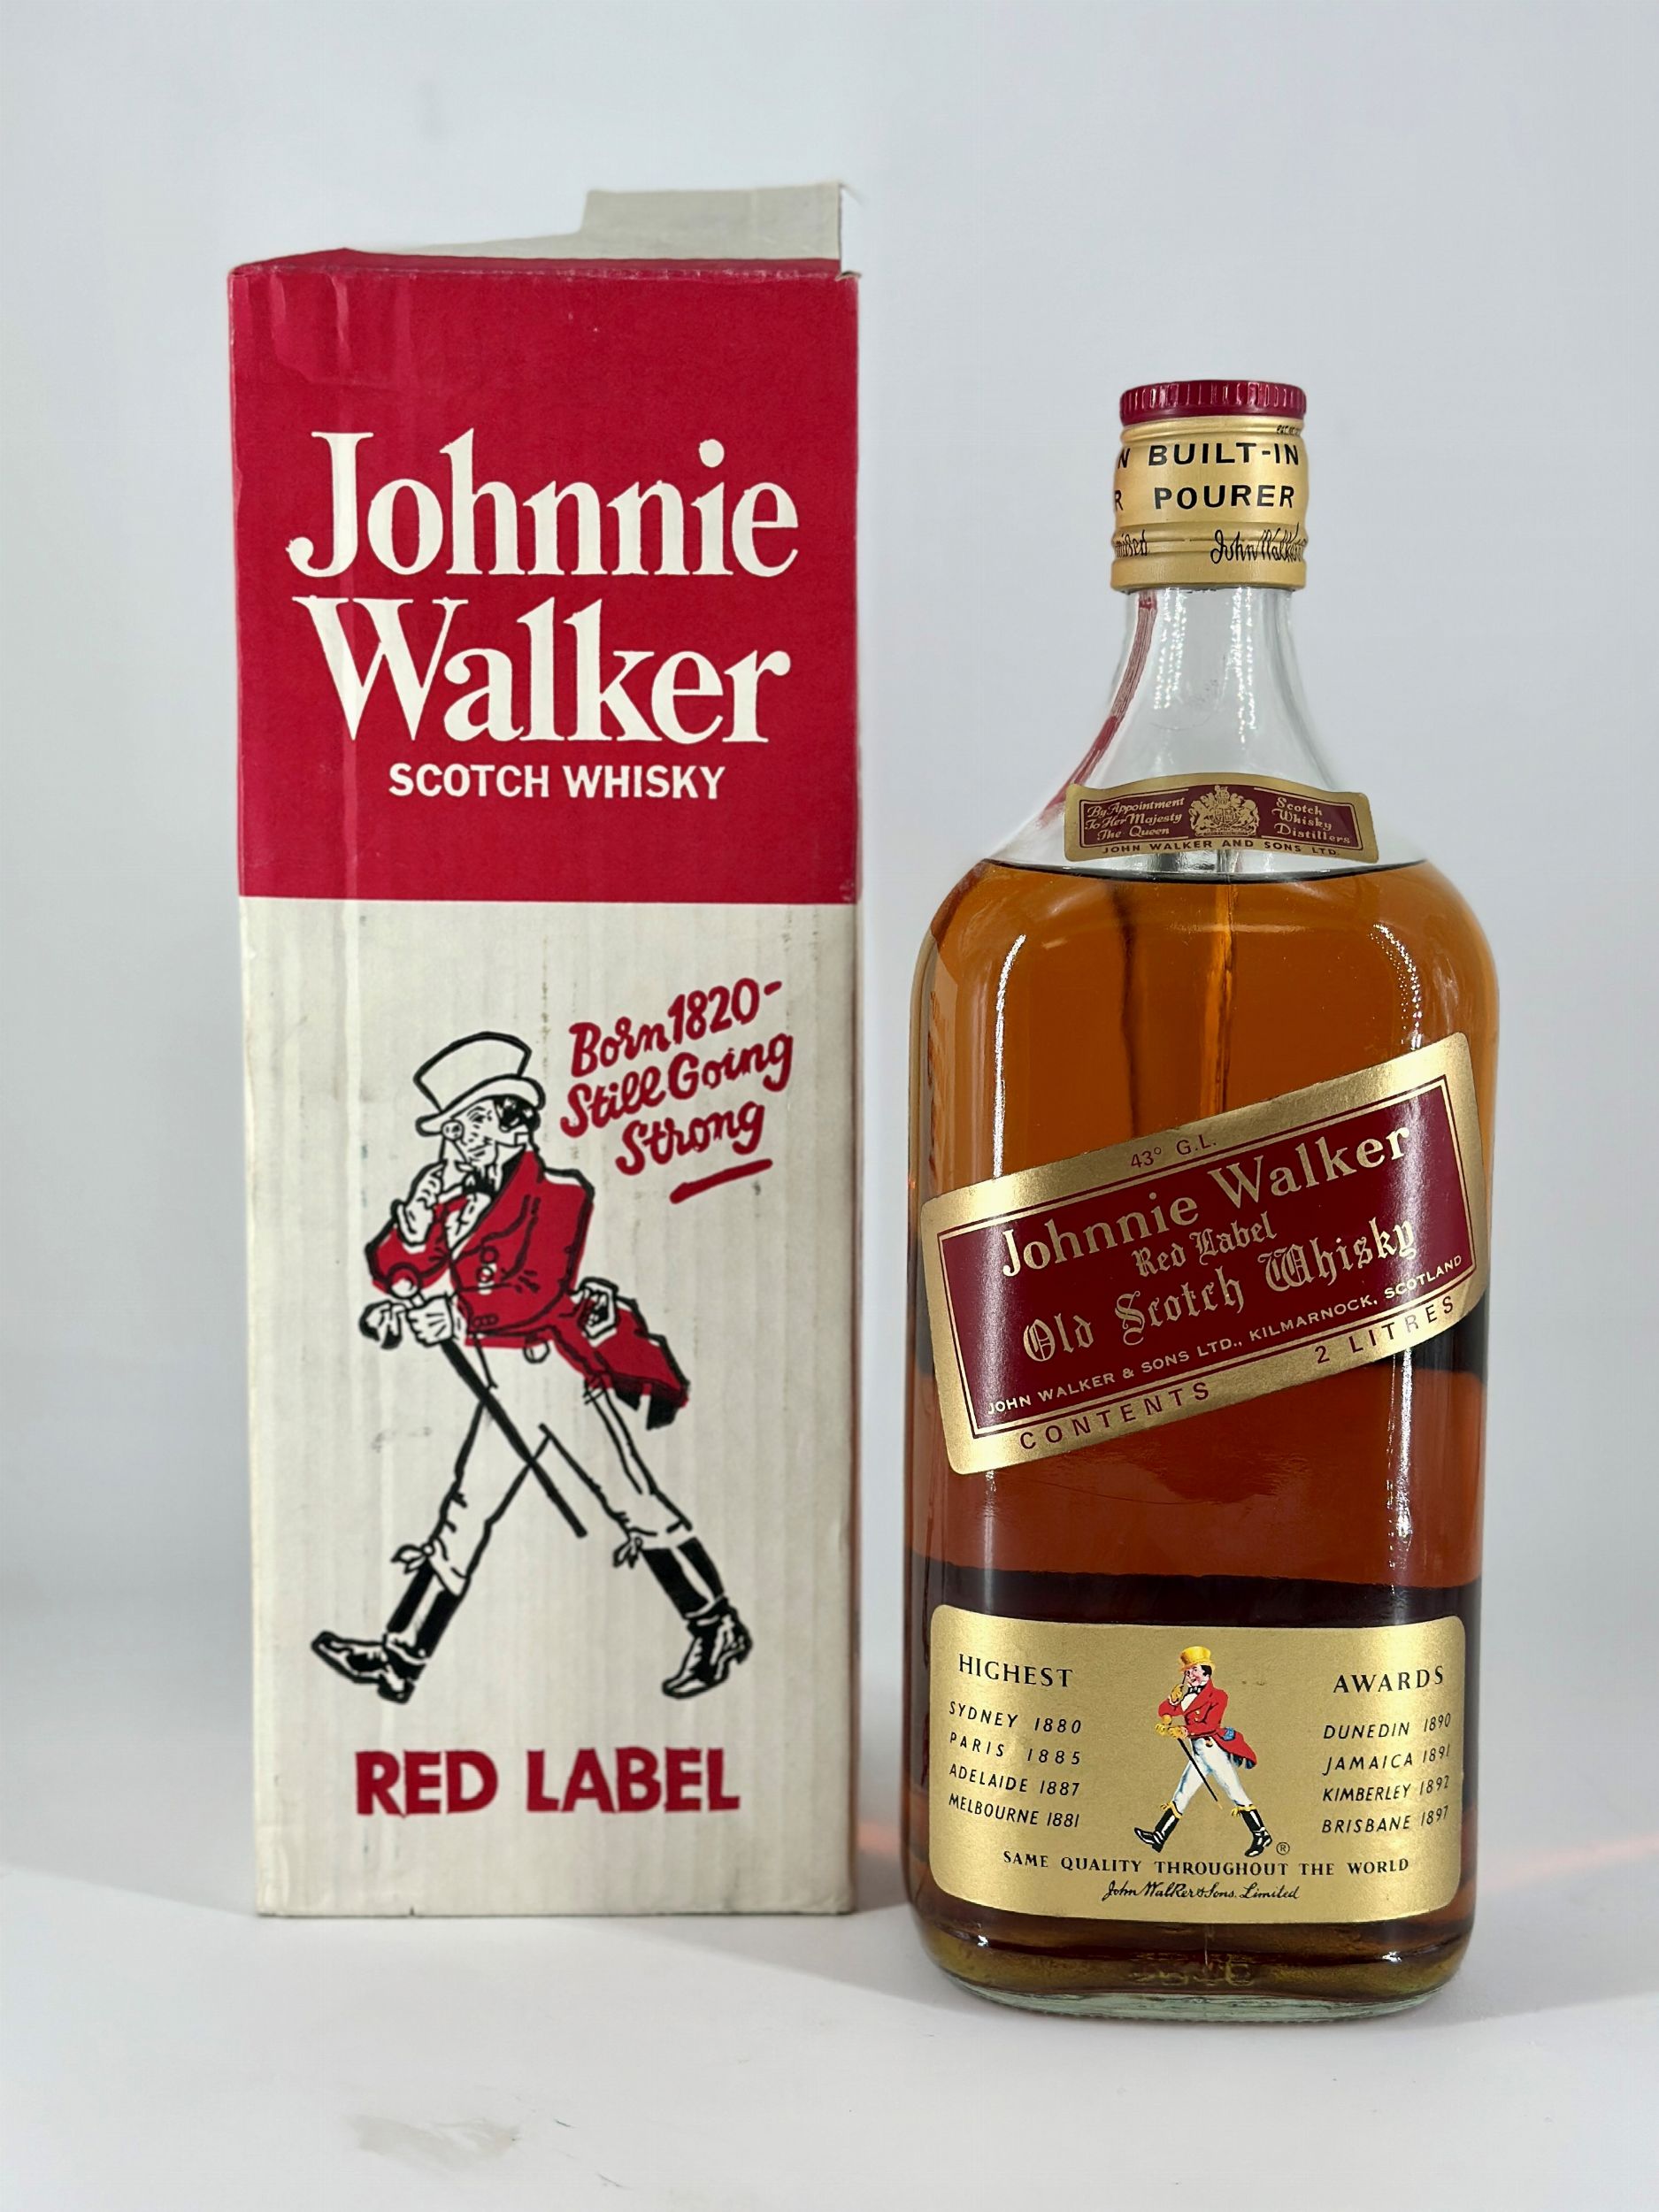 Johnnie
Walker
SCOTCH WHISKY
Born 1820-
Still Going
Strong
RED LABEL
BUILT-IN
POURER
John Walker
By Appointment
To Her Majesty
The Queen
Scotch
Whisky
Distillers
JOHN WALKER AND SONS LTD.
43° G.L.
Johnnie Walker
Red Label
Old Scotch Whisky
JOHN WALKER & SONS LTD., KILMARNOCK, SCOTLAND
CONTENTS 2 LITRES
HIGHEST AWARDS
SYDNEY 1880
PARIS 1885
ADELAIDE 1887
MELBOURNE 1881
DUNEDIN 1890
JAMAICA 1891
KIMBERLEY 1892
BRISBANE 1897
®
SAME QUALITY THROUGHOUT THE WORLD
John Walker & Sons. Limited